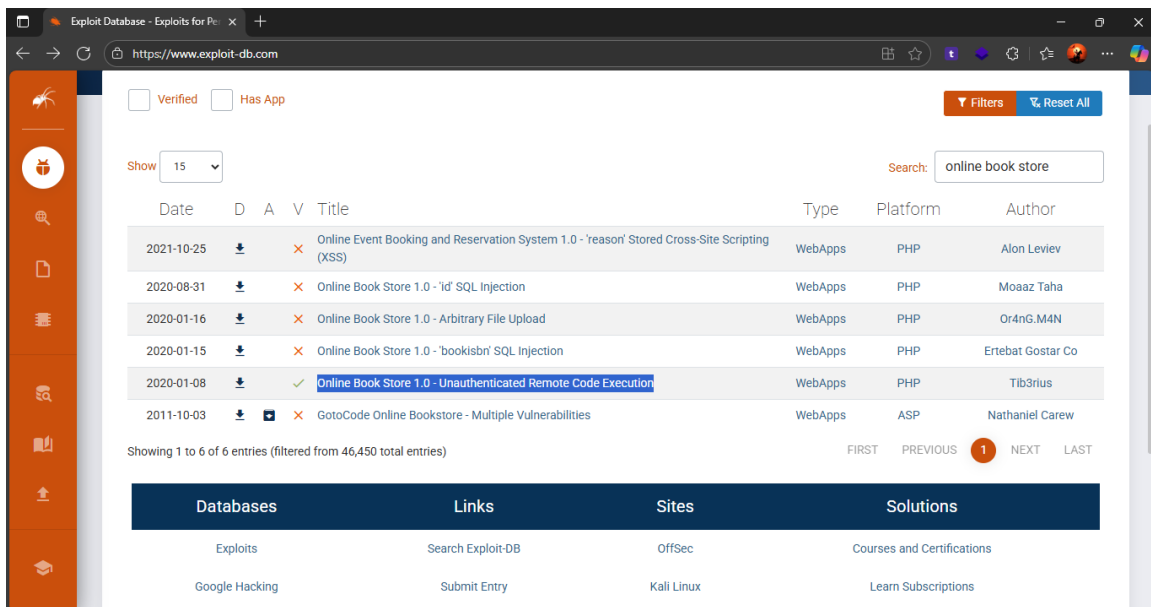 Exploit Database - Exploits for Pe
https://www.exploit-db.com
t
Verified Has App
Filters Reset All
Show 15 Search: online book store
Date D A V Title Type Platform Author
2021-10-25 Online Event Booking and Reservation System 1.0 - 'reason' Stored Cross-Site Scripting
(XSS) WebApps PHP Alon Leviev
2020-08-31 Online Book Store 1.0 - 'id' SQL Injection WebApps PHP Moaaz Taha
2020-01-16 Online Book Store 1.0 - Arbitrary File Upload WebApps PHP Or4nG.M4N
2020-01-15 Online Book Store 1.0 - 'bookisbn' SQL Injection WebApps PHP Ertebat Gostar Co
2020-01-08 Online Book Store 1.0 - Unauthenticated Remote Code Execution WebApps PHP Tib3rius
2011-10-03 GotoCode Online Bookstore - Multiple Vulnerabilities WebApps ASP Nathaniel Carew
Showing 1 to 6 of 6 entries (filtered from 46,450 total entries) FIRST PREVIOUS 1 NEXT LAST
Databases Links Sites Solutions
Exploits Search Exploit-DB OffSec Courses and Certifications
Google Hacking Submit Entry Kali Linux Learn Subscriptions